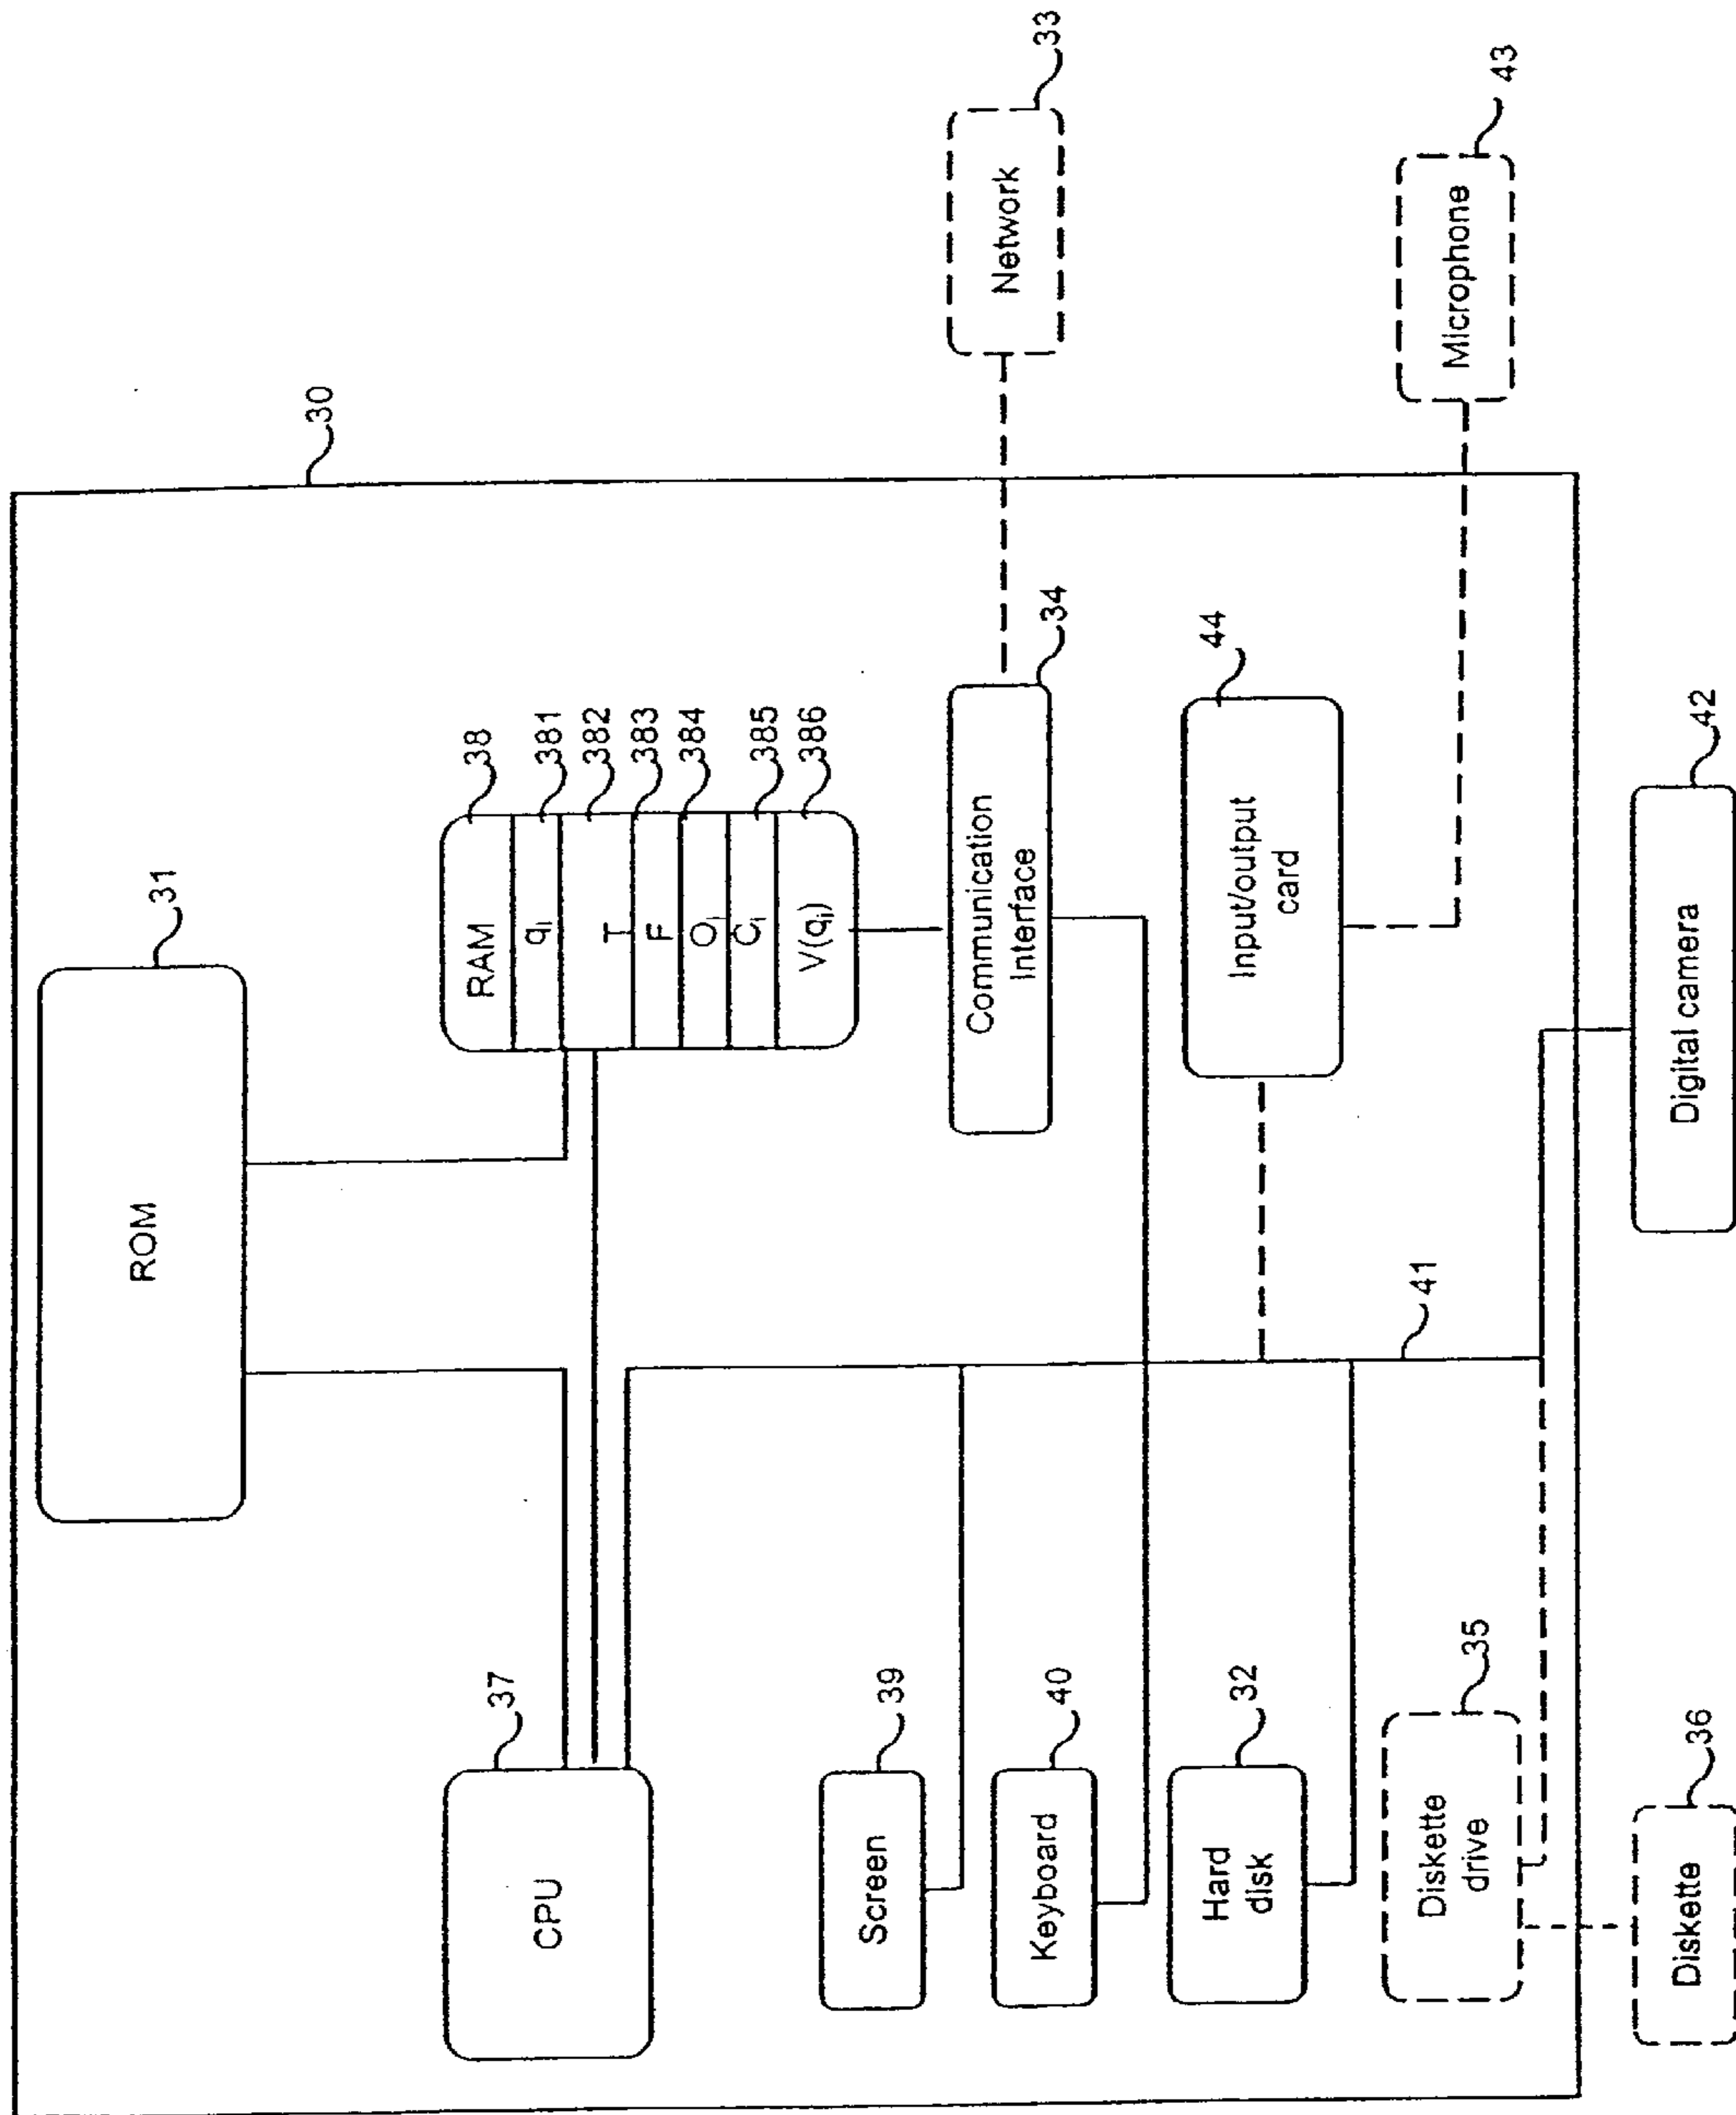 30
ROM
31
CPU
37
RAM
38
qi
381
T
382
F
383
Oi
384
Ci
385
V(qi)
386
Screen
39
Communication
Interface
34
Network
33
Keyboard
40
Hard
disk
32
Input/output
card
44
Microphone
43
Diskette
drive
35
41
Diskette
36
Digital camera
42